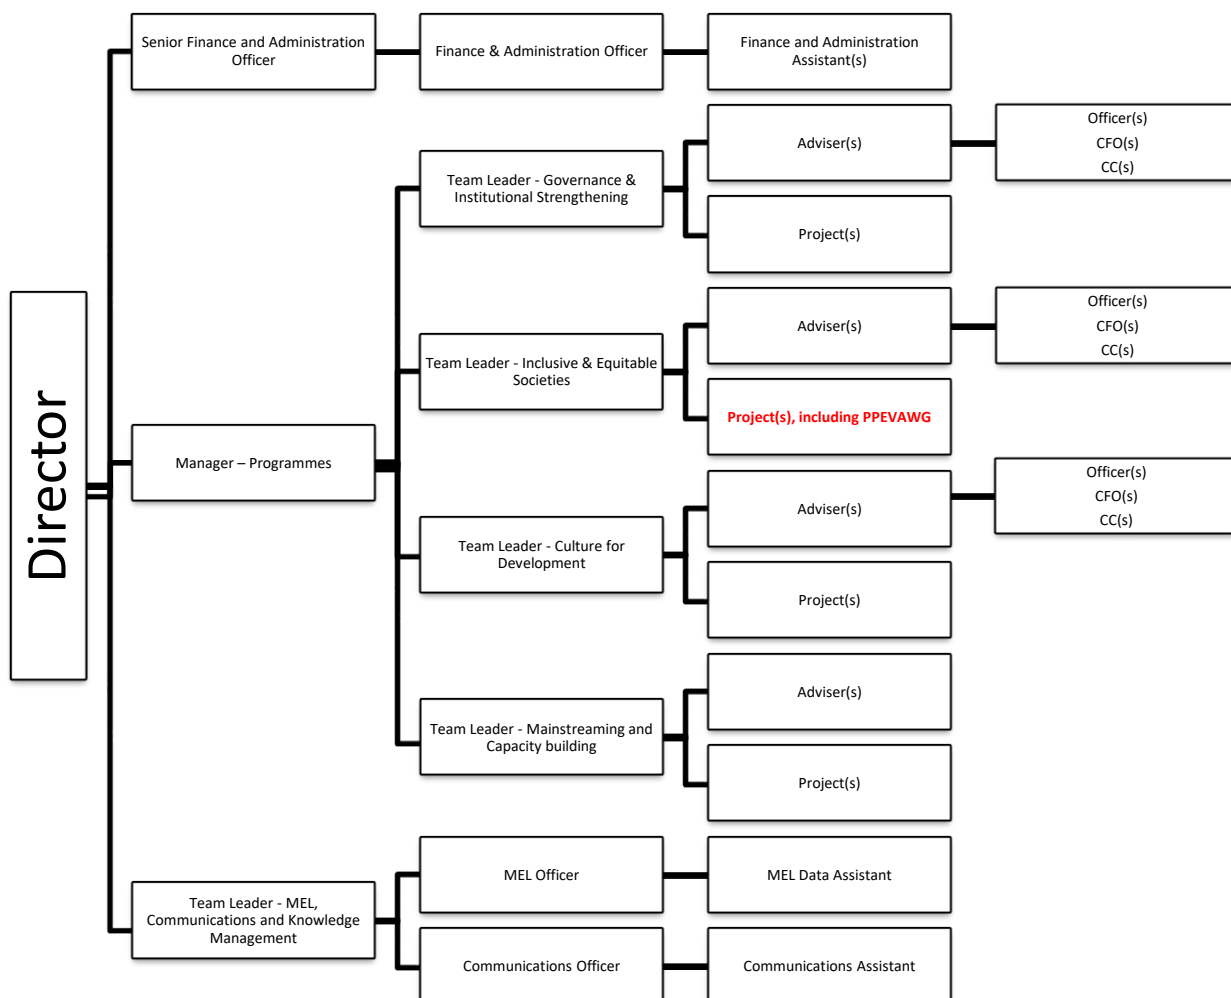 Director
Senior Finance and Administration
Officer
Finance & Administration Officer
Finance and Administration
Assistant(s)
Manager – Programmes
Team Leader - Governance &
Institutional Strengthening
Adviser(s)
Officer(s)
CFO(s)
CC(s)
Project(s)
Team Leader - Inclusive & Equitable
Societies
Adviser(s)
Officer(s)
CFO(s)
CC(s)
Project(s), including PPEVAWG
Team Leader - Culture for
Development
Adviser(s)
Officer(s)
CFO(s)
CC(s)
Project(s)
Team Leader - Mainstreaming and
Capacity building
Adviser(s)
Project(s)
Team Leader - MEL,
Communications and Knowledge
Management
MEL Officer
MEL Data Assistant
Communications Officer
Communications Assistant